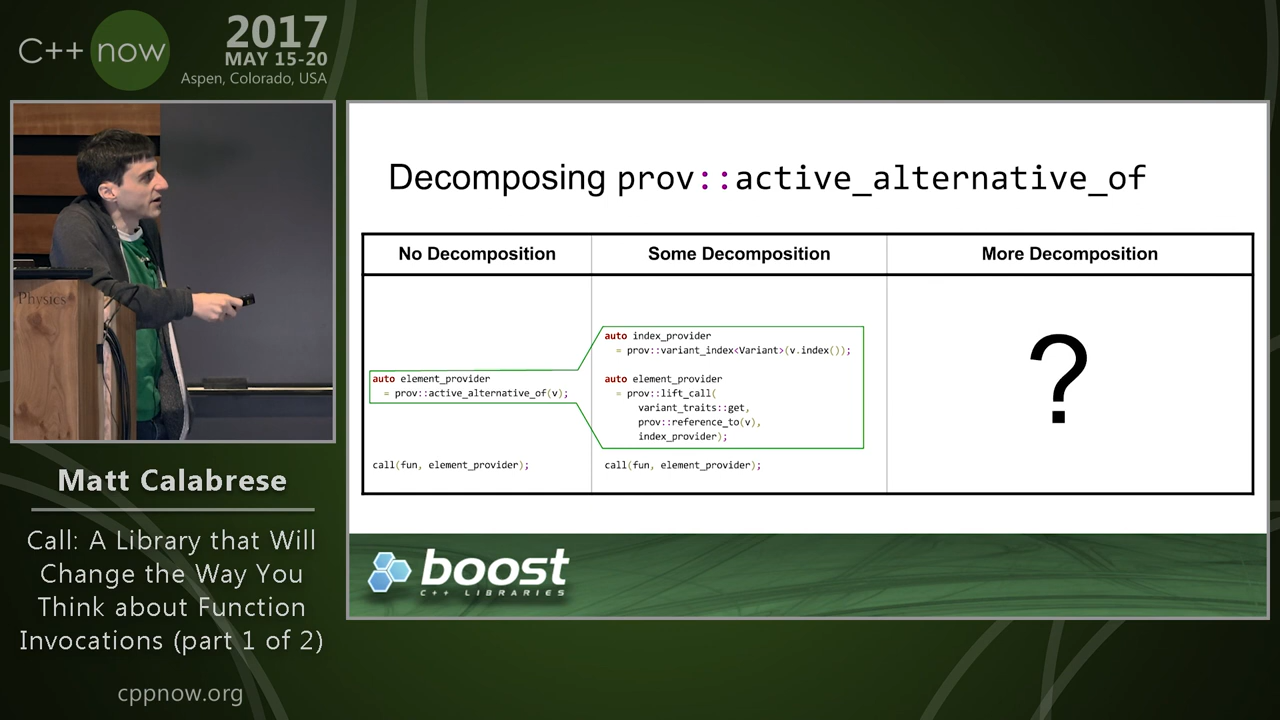 C++ now
2017
MAY 15-20
Aspen, Colorado, USA
Physics
Matt Calabrese
Call: A Library that Will
Change the Way You
Think about Function
Invocations (part 1 of 2)
cppnow.org
Decomposing prov::active_alternative_of
No Decomposition
Some Decomposition
More Decomposition
auto element_provider
= prov::active_alternative_of(v);
call(fun, element_provider);
auto index_provider
= prov::variant_index<Variant>(v.index());
auto element_provider
= prov::lift_call(
variant_traits::get,
prov::reference_to(v),
index_provider);
call(fun, element_provider);
?
boost
C++ LIBRARIES